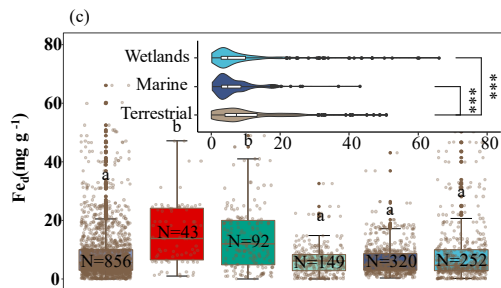 (c)
Fe_d(mg g⁻¹)
80
60
40
20
0
Wetlands
Marine
Terrestrial
0 20 40 60 80
***
***
a b b a a a
N=856 N=43 N=92 N=149 N=320 N=252